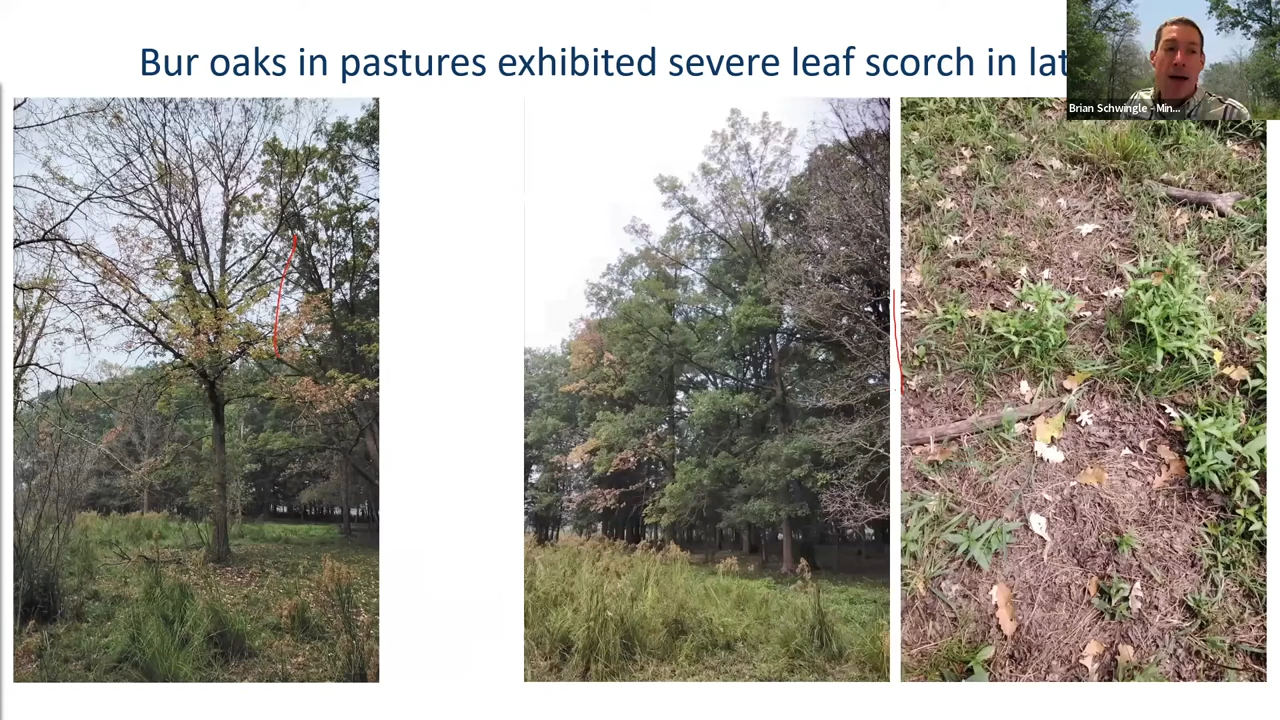 Bur oaks in pastures exhibited severe leaf scorch in lat
Brian Schwingle - Min...